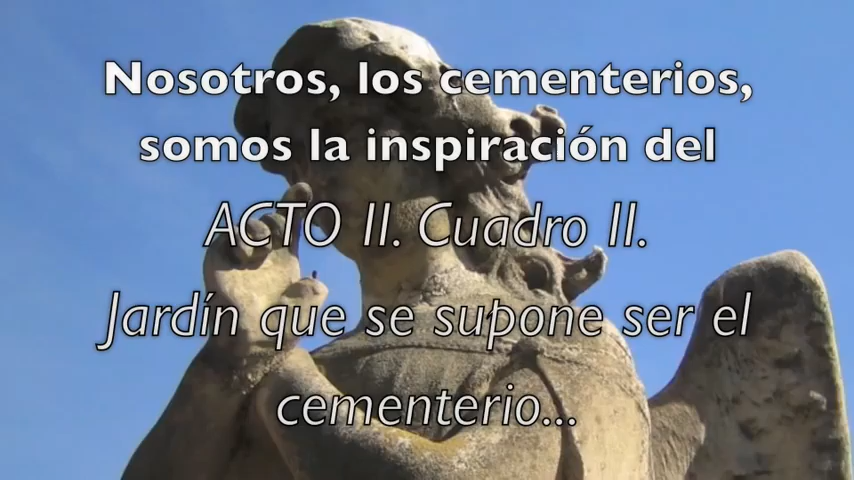 Nosotros, los cementerios,
somos la inspiración del
ACTO II. Cuadro II.
Jardín que se supone ser el
cementerio...